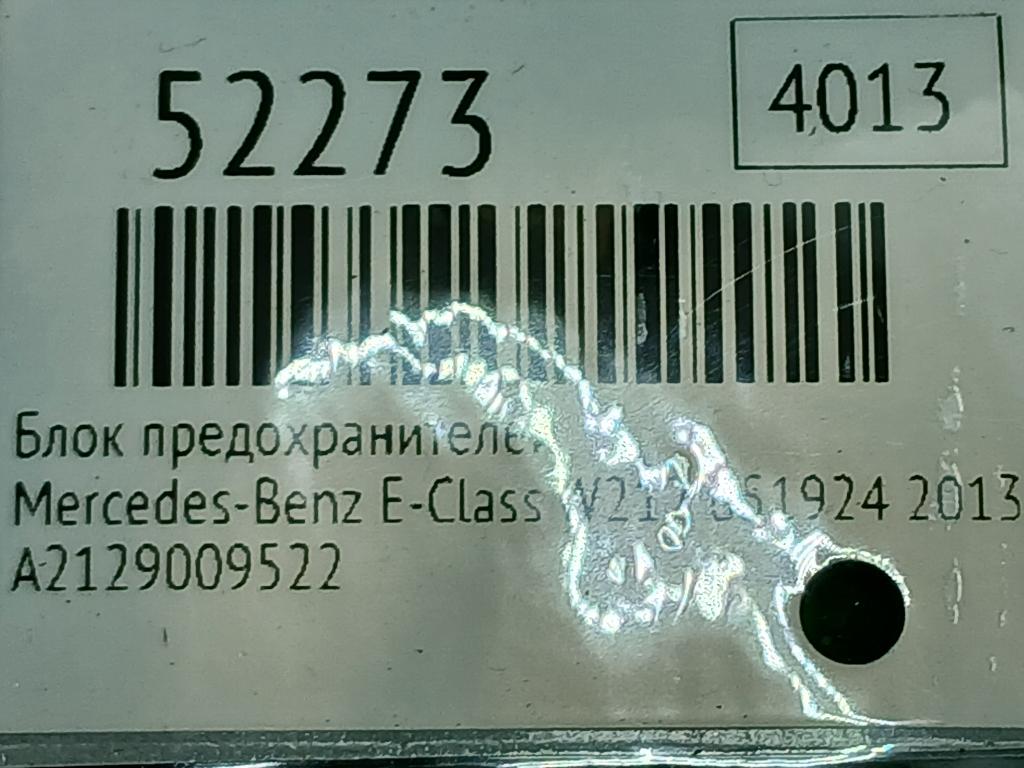 52273
4013
Блок
Mercedes-Benz E-Class 2013
A2129009522